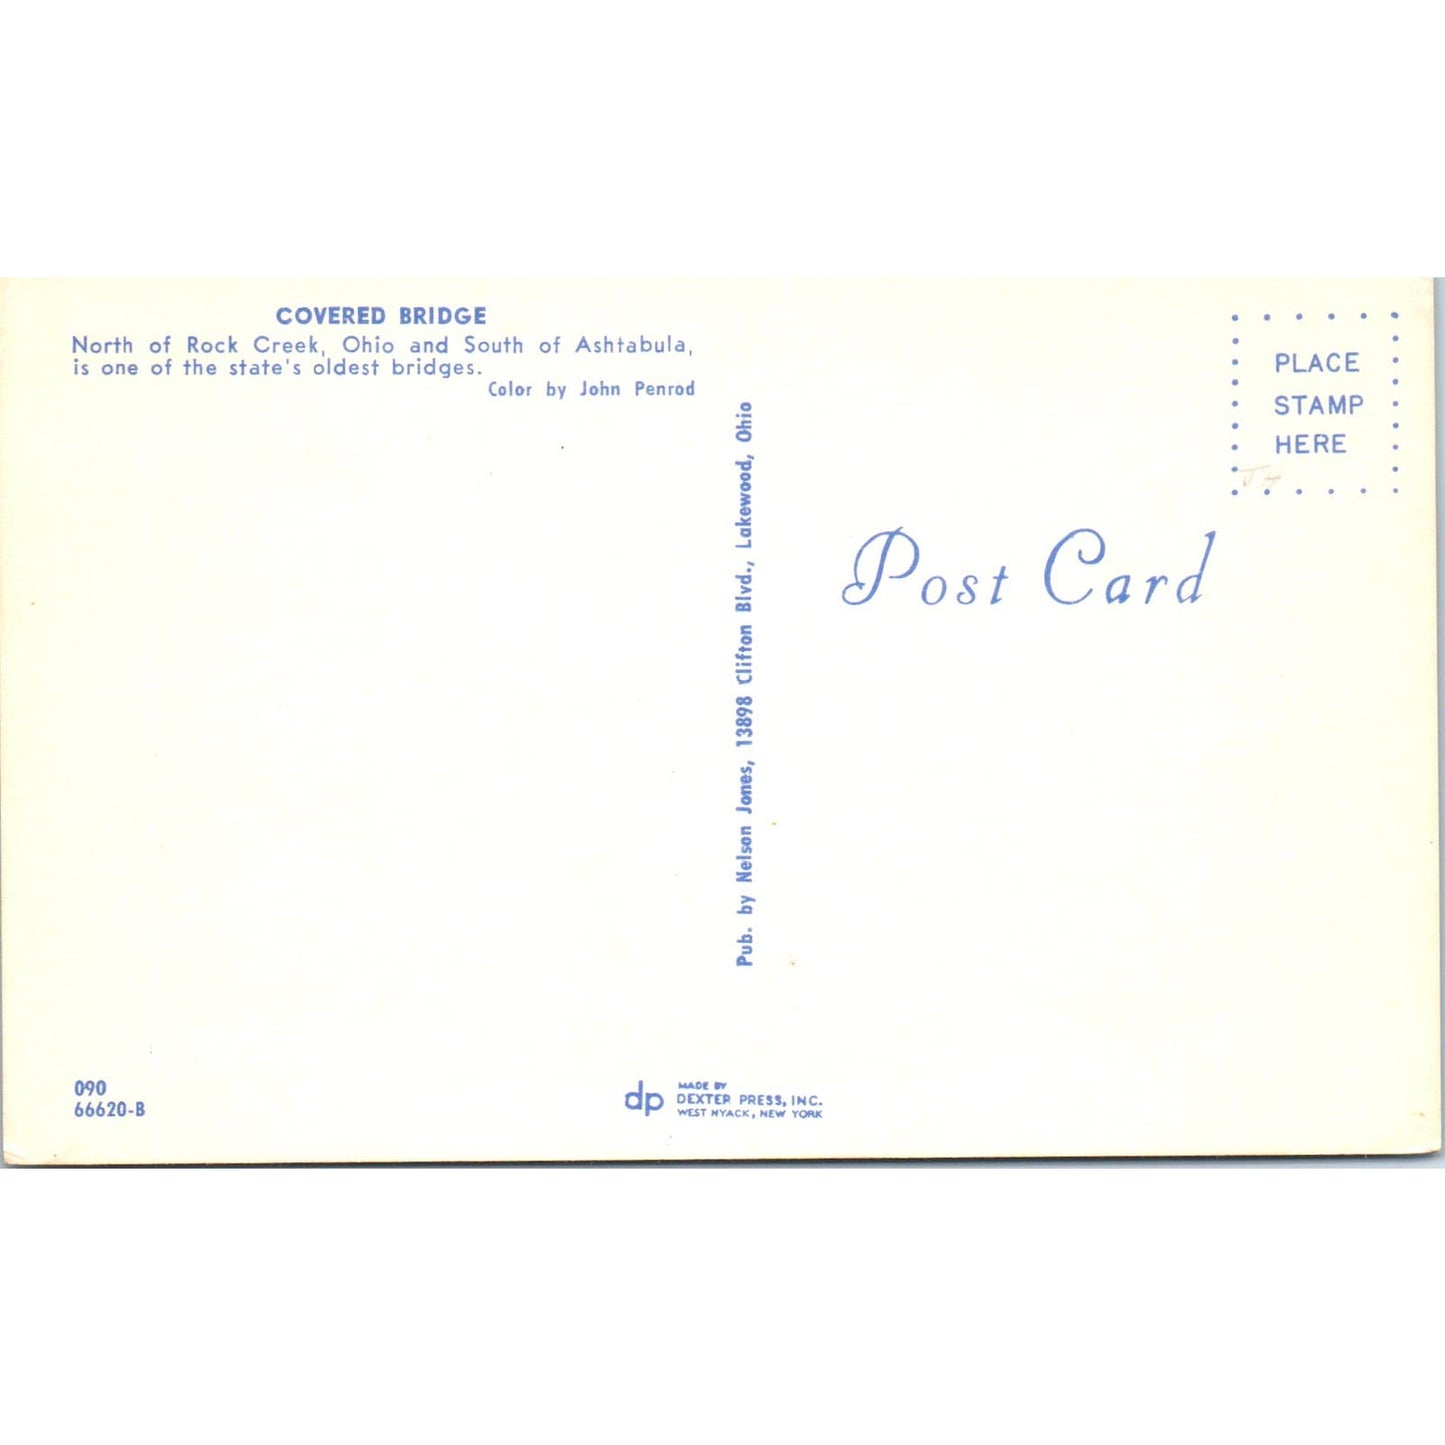 COVERED BRIDGE
North of Rock Creek, Ohio and South of Ashtabula,
is one of the state's oldest bridges.
Color by John Penrod
Pub. by Nelson Jones, 13898 Clifton Blvd., Lakewood, Ohio
PLACE
STAMP
HERE
Post Card
090
66620-B
dp
MADE BY
DEXTER PRESS, INC.
WEST NYACK, NEW YORK